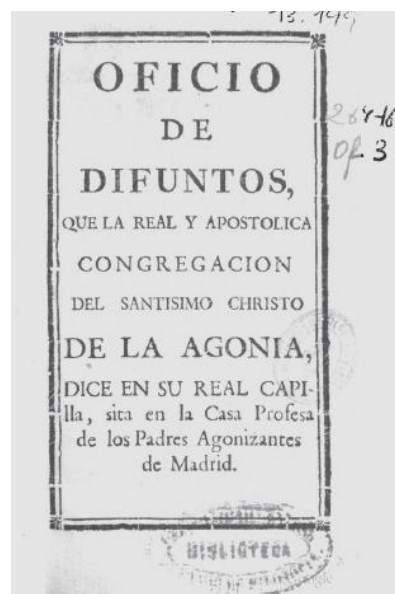 OFICIO
DE
DIFUNTOS,
QUE LA REAL Y APOSTOLICA
CONGREGACION
DEL SANTISIMO CHRISTO
DE LA AGONIA,
DICE EN SU REAL CAPI-
lla, sita en la Casa Profesa
de los Padres Agonizantes
de Madrid.
BIBLIOTECA